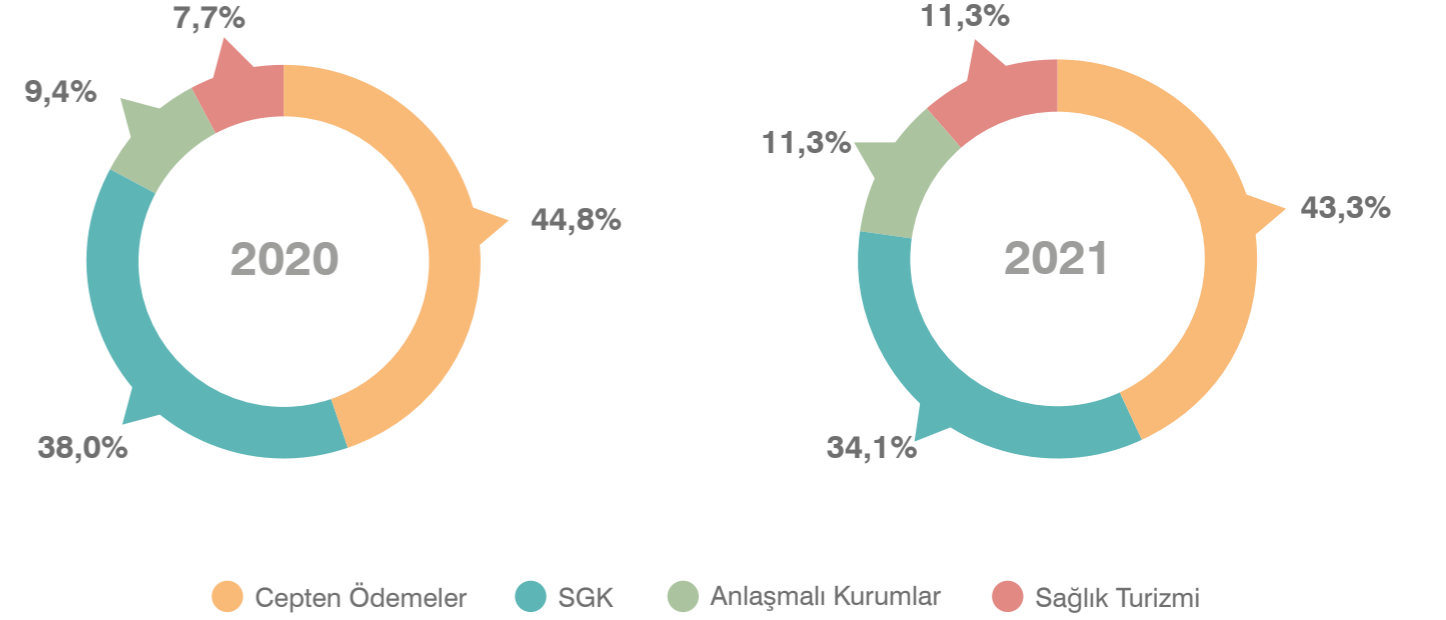 7,7%
9,4%
44,8%
2020
38,0%
11,3%
11,3%
43,3%
2021
34,1%
Cepten Ödemeler
SGK
Anlaşmalı Kurumlar
Sağlık Turizmi